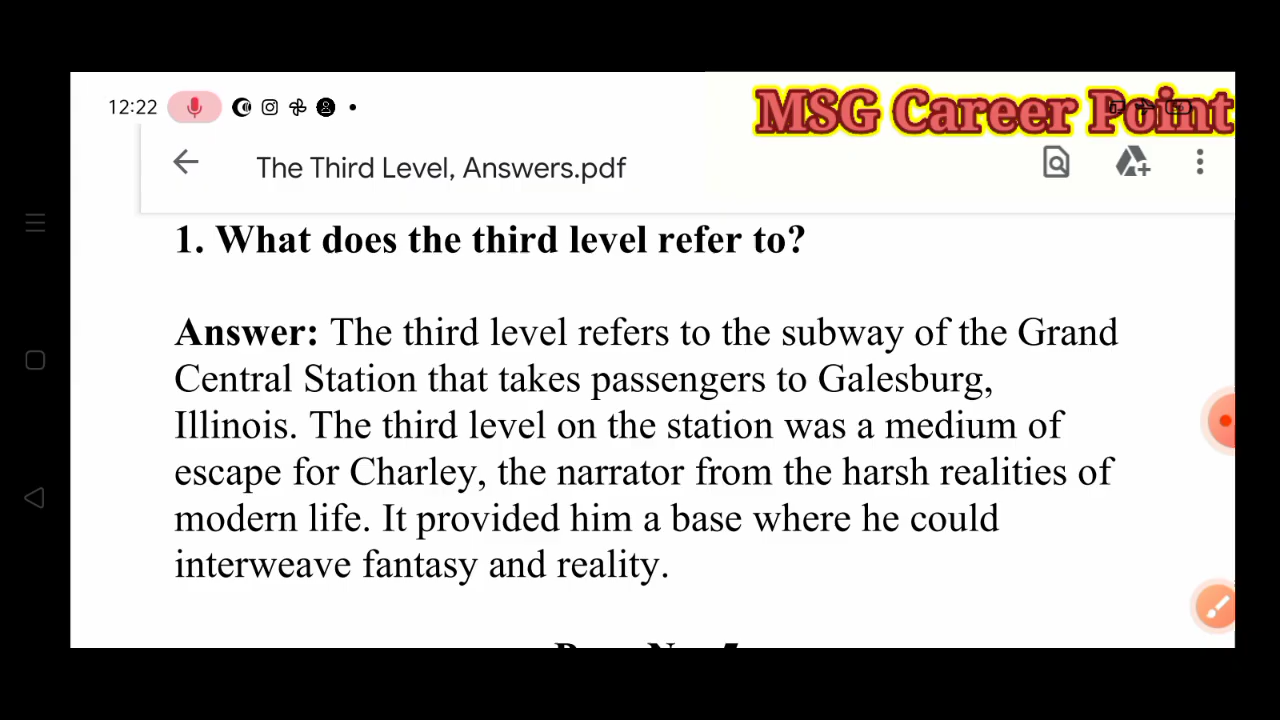 12:22
MSG Career Point
The Third Level, Answers.pdf
1. What does the third level refer to?
Answer: The third level refers to the subway of the Grand
Central Station that takes passengers to Galesburg,
Illinois. The third level on the station was a medium of
escape for Charley, the narrator from the harsh realities of
modern life. It provided him a base where he could
interweave fantasy and reality.